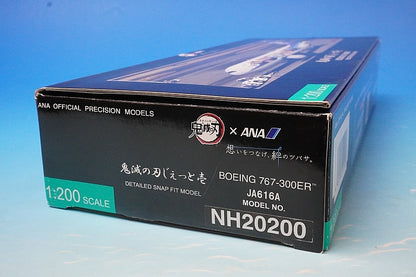 ANA OFFICIAL PRECISION MODELS
鬼滅の刃 × ANA
想いをつなげ、絆のツバサ。
鬼滅の刃じぇっと壱
BOEING 767-300ER™
DETAILED SNAP FIT MODEL
JA616A
1:200 SCALE
MODEL NO.
NH20200